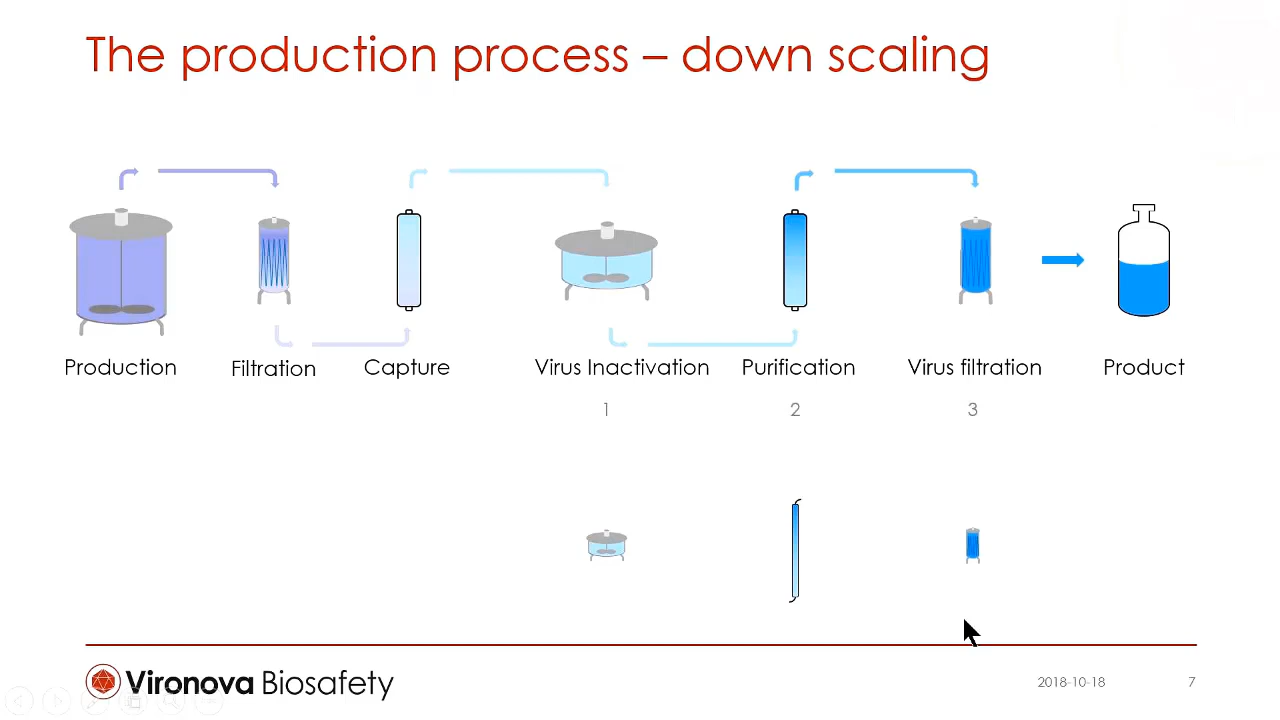 The production process – down scaling
Production
Filtration
Capture
Virus Inactivation
Purification
Virus filtration
Product
1
2
3
Vironova Biosafety
2018-10-18
7